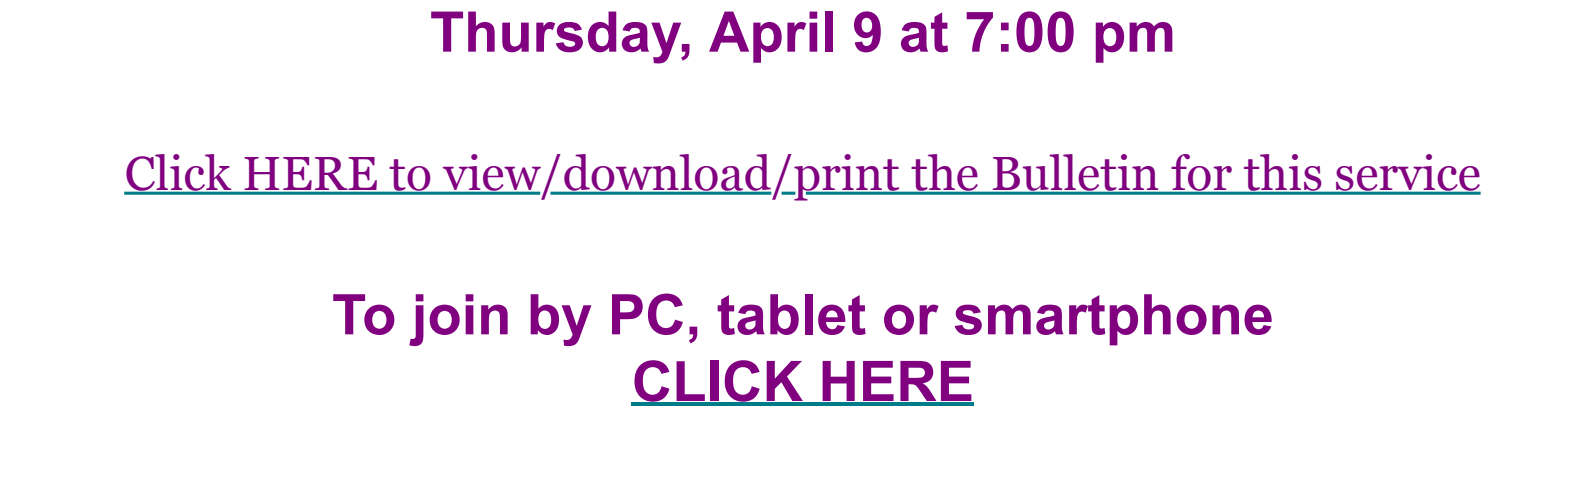 Thursday, April 9 at 7:00 pm
Click HERE to view/download/print the Bulletin for this service
To join by PC, tablet or smartphone
CLICK HERE